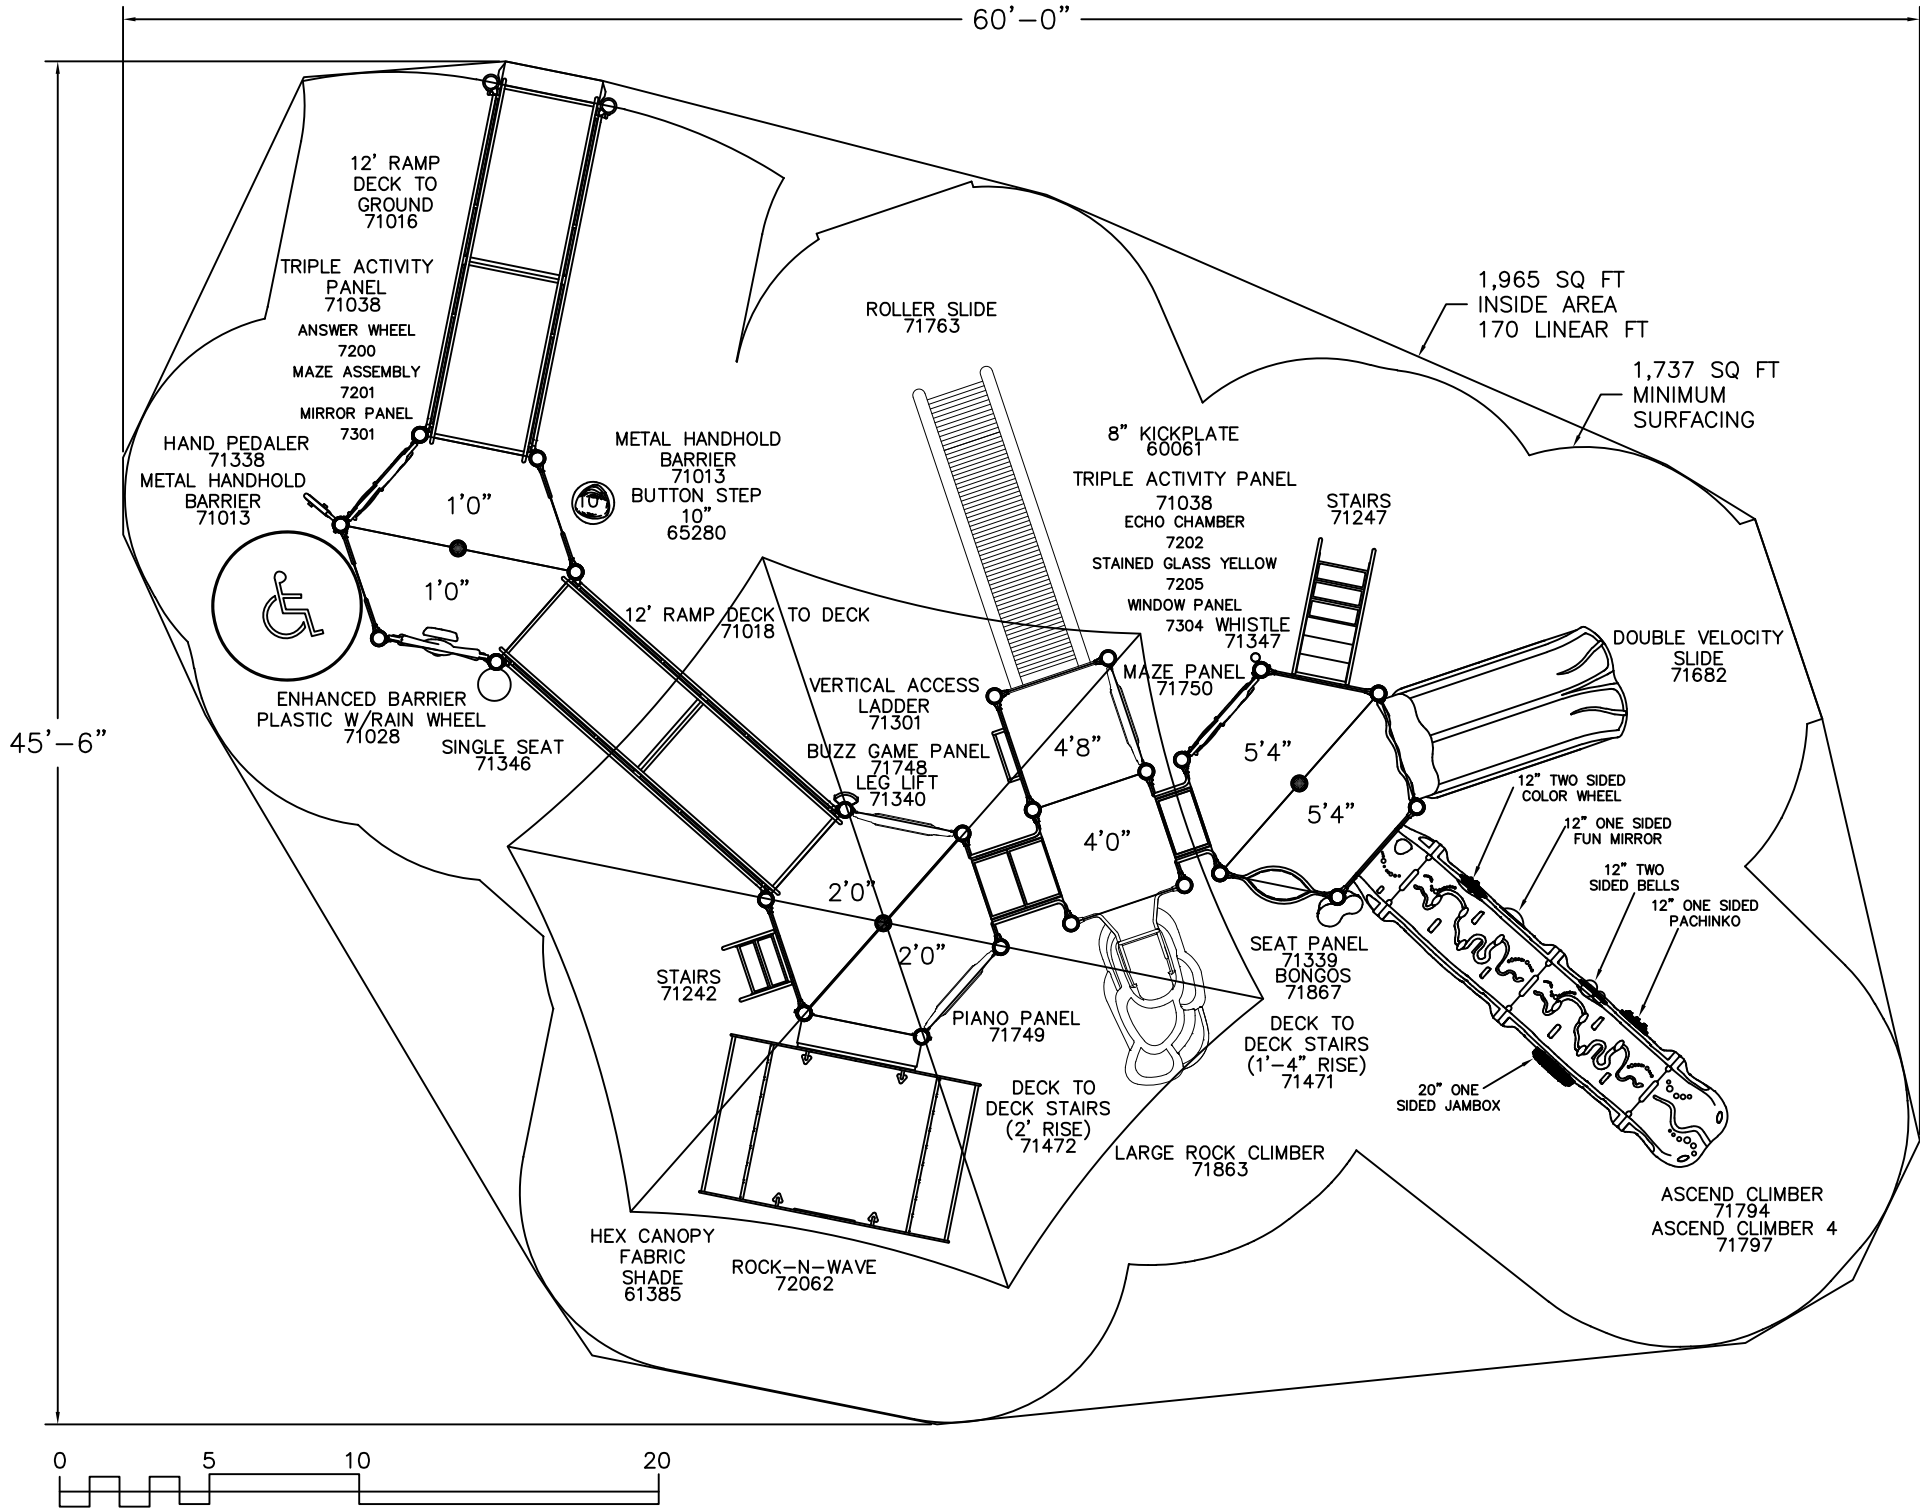 60'-0"
12' RAMP
DECK TO
GROUND
71016
TRIPLE ACTIVITY
PANEL
71038
ANSWER WHEEL
7200
MAZE ASSEMBLY
7201
MIRROR PANEL
7301
HAND PEDALER
71338
METAL HANDHOLD
BARRIER
71013
METAL HANDHOLD
BARRIER
71013
BUTTON STEP
10"
65280
10"
1'0"
1'0"
ENHANCED BARRIER
PLASTIC W/RAIN WHEEL
71028
SINGLE SEAT
71346
12' RAMP DECK TO DECK
71018
ROLLER SLIDE
71763
1,965 SQ FT
INSIDE AREA
170 LINEAR FT
1,737 SQ FT
MINIMUM
SURFACING
8" KICKPLATE
60061
TRIPLE ACTIVITY PANEL
71038
ECHO CHAMBER
7202
STAINED GLASS YELLOW
7205
WINDOW PANEL
7304 WHISTLE
71347
MAZE PANEL
71750
STAIRS
71247
DOUBLE VELOCITY
SLIDE
71682
VERTICAL ACCESS
LADDER
71301
BUZZ GAME PANEL
71748
LEG LIFT
71340
4'8"
4'0"
5'4"
5'4"
45'-6"
12" TWO SIDED
COLOR WHEEL
12" ONE SIDED
FUN MIRROR
12" TWO
SIDED BELLS
12" ONE SIDED
PACHINKO
2'0"
2'0"
STAIRS
71242
PIANO PANEL
71749
SEAT PANEL
71339
BONGOS
71867
DECK TO
DECK STAIRS
(1'-4" RISE)
71471
DECK TO
DECK STAIRS
(2' RISE)
71472
20" ONE
SIDED JAMBOX
LARGE ROCK CLIMBER
71863
ASCEND CLIMBER
71794
ASCEND CLIMBER 4
71797
HEX CANOPY
FABRIC
SHADE
61385
ROCK-N-WAVE
72062
0 5 10 20